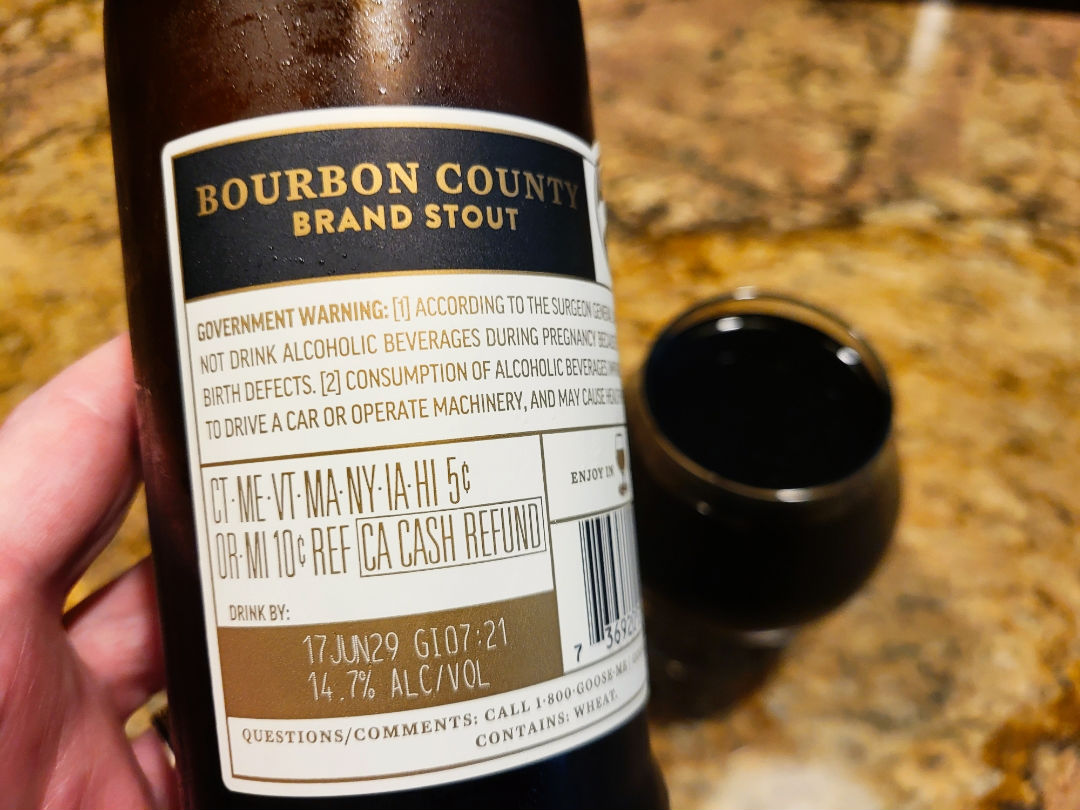 BOURBON COUNTY
BRAND STOUT
GOVERNMENT WARNING: [1] ACCORDING TO THE SURGEON
NOT DRINK ALCOHOLIC BEVERAGES DURING PREGNANCY
BIRTH DEFECTS. [2] CONSUMPTION OF ALCOHOLIC BEVERAGES
TO DRIVE A CAR OR OPERATE MACHINERY, AND MAY CAUSE
CT·ME·VT·MA·NY·IA·HI 5¢
OR·MI 10¢ REF CA CASH REFUND
ENJOY IN
DRINK BY:
17JUN29 GI07:21
14.7% ALC/VOL
7 3692
QUESTIONS/COMMENTS: CALL 1·800·GOOSE·ME
CONTAINS: WHEAT.